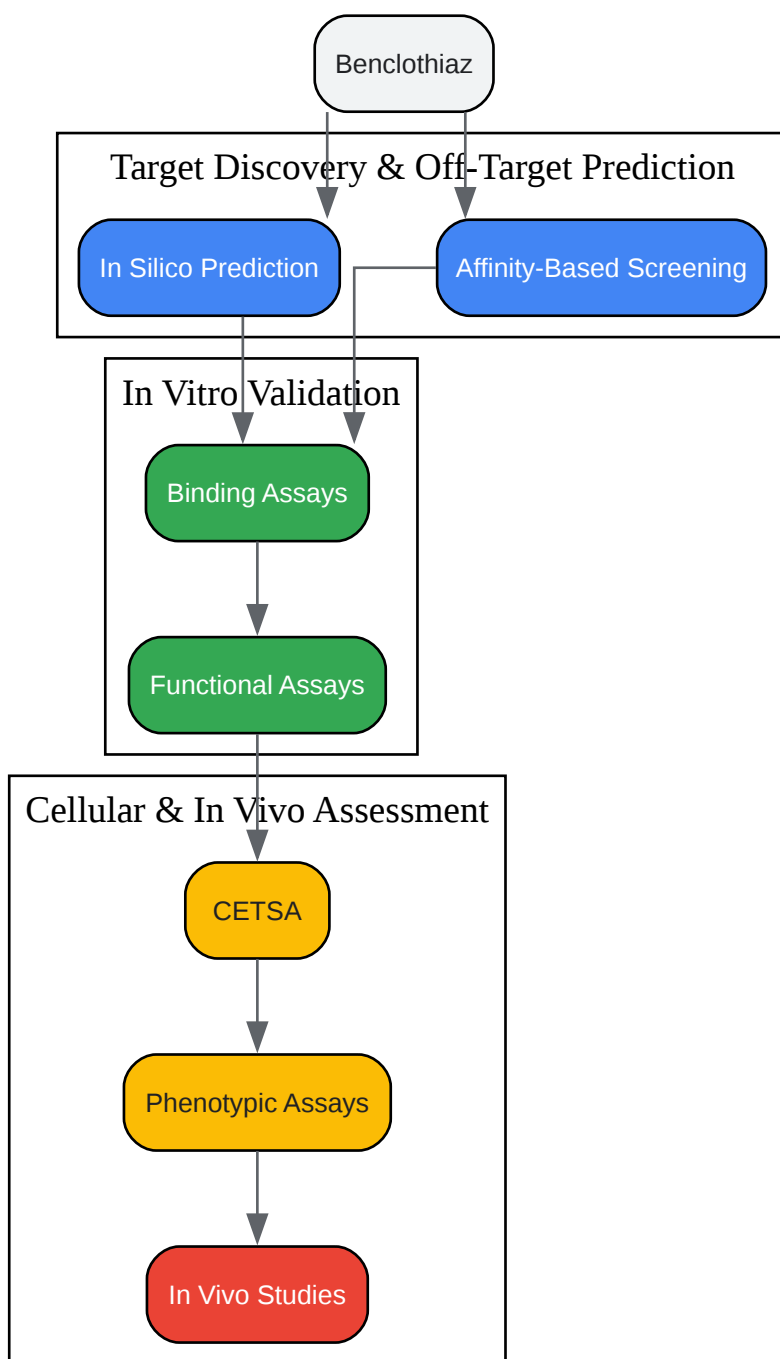 Benclothiaz
Target Discovery & Off-Target Prediction
In Silico Prediction
Affinity-Based Screening
In Vitro Validation
Binding Assays
Functional Assays
Cellular & In Vivo Assessment
CETSA
Phenotypic Assays
In Vivo Studies